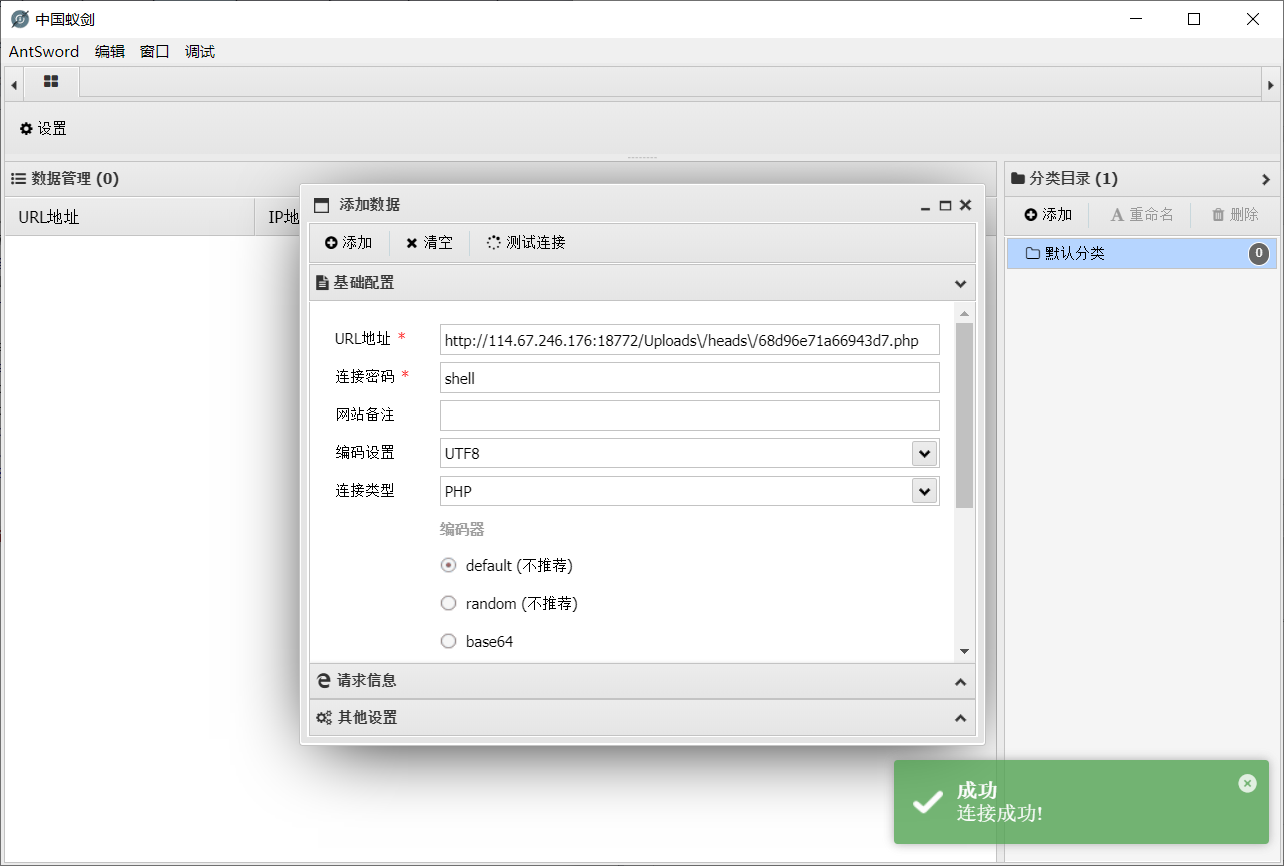 中国蚁剑
AntSword 编辑 窗口 调试
设置
数据管理 (0)
URL地址 IP地
添加数据
添加 清空 测试连接
基础配置
URL地址 *
http://114.67.246.176:18772/Uploads\/heads\/68d96e71a66943d7.php
连接密码 *
shell
网站备注
编码设置
UTF8
连接类型
PHP
编码器
default (不推荐)
random (不推荐)
base64
请求信息
其他设置
分类目录 (1)
添加 重命名 删除
默认分类 0
成功
连接成功!